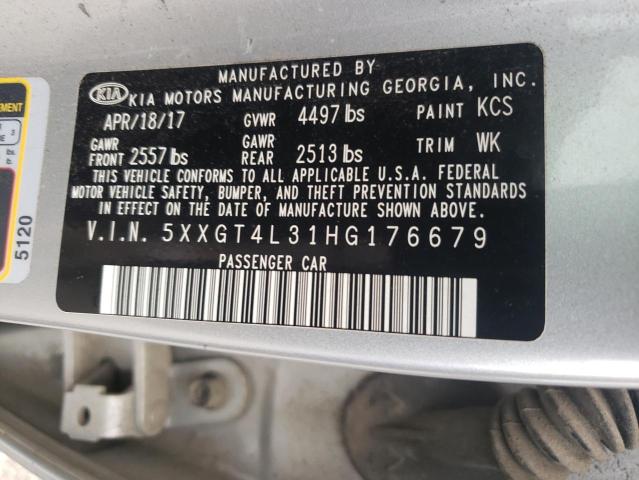 MANUFACTURED BY
KIA KIA MOTORS MANUFACTURING GEORGIA, INC.
APR/18/17 GVWR 4497 lbs PAINT KCS
GAWR FRONT 2557 lbs GAWR REAR 2513 lbs TRIM WK
THIS VEHICLE CONFORMS TO ALL APPLICABLE U.S.A. FEDERAL
MOTOR VEHICLE SAFETY, BUMPER, AND THEFT PREVENTION STANDARDS
IN EFFECT ON THE DATE OF MANUFACTURE SHOWN ABOVE.
V.I.N. 5XXGT4L31HG176679
PASSENGER CAR
5120